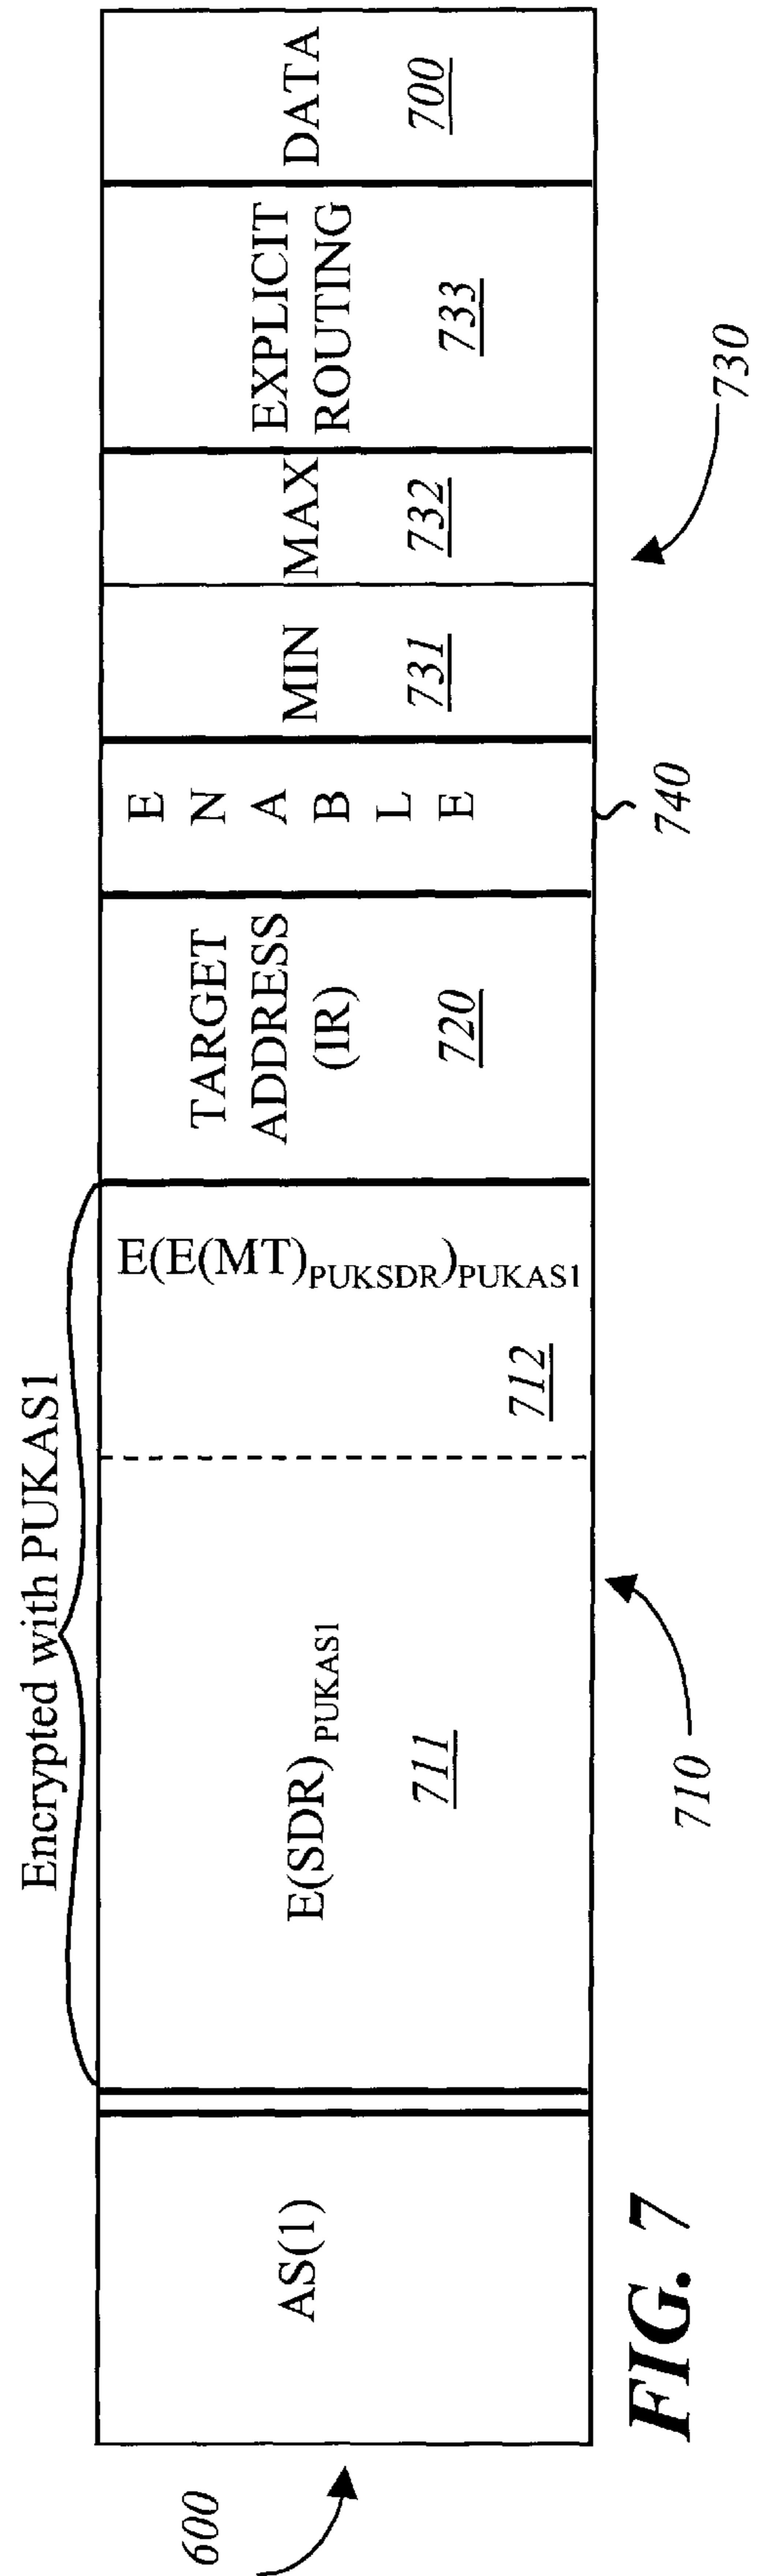 Encrypted with PUKAS1
600
AS(1)
E(SDR) PUKAS1
711
E(E(MT)PUKSDR)PUKAS1
712
TARGET
ADDRESS
(IR)
720
E
N
A
B
L
E
MIN
731
MAX
732
EXPLICIT
ROUTING
733
DATA
700
710
740
730
FIG. 7